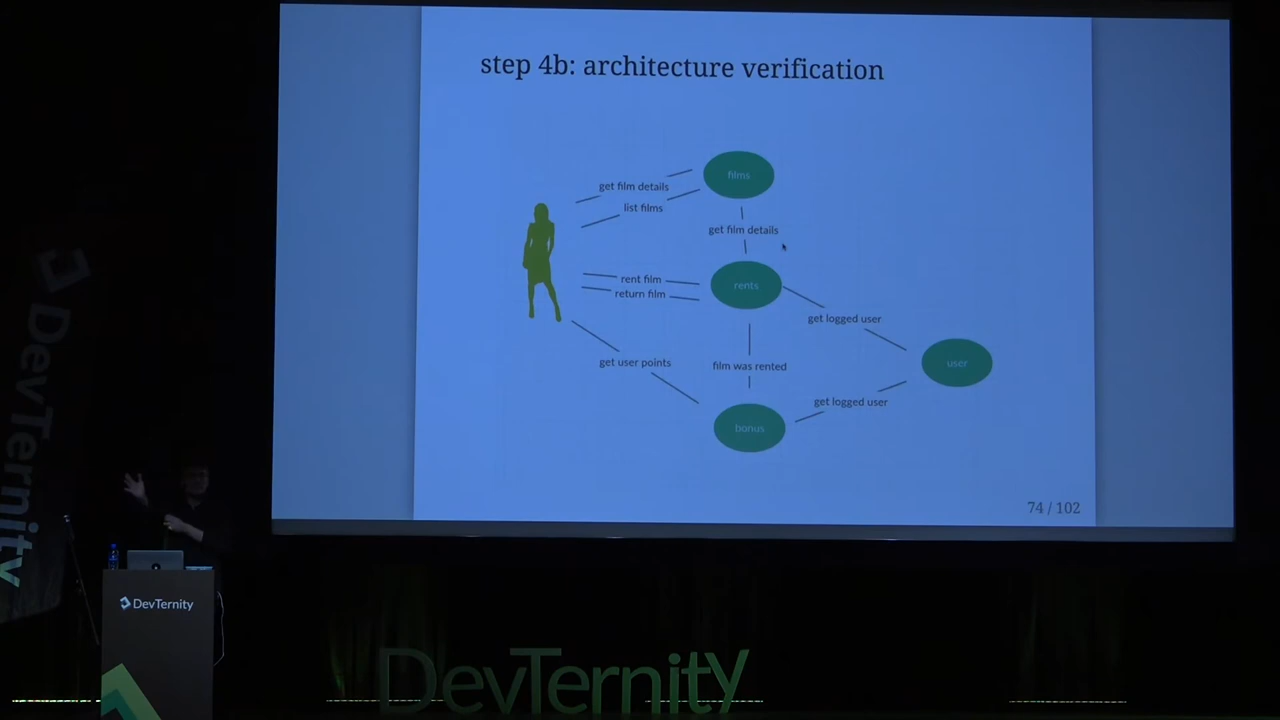 step 4b: architecture verification
films
get film details
list films
get film details
rent film
return film
rents
get logged user
get user points
film was rented
user
get logged user
bonus
74 / 102
DevTernity
DevTernity
DevTernity